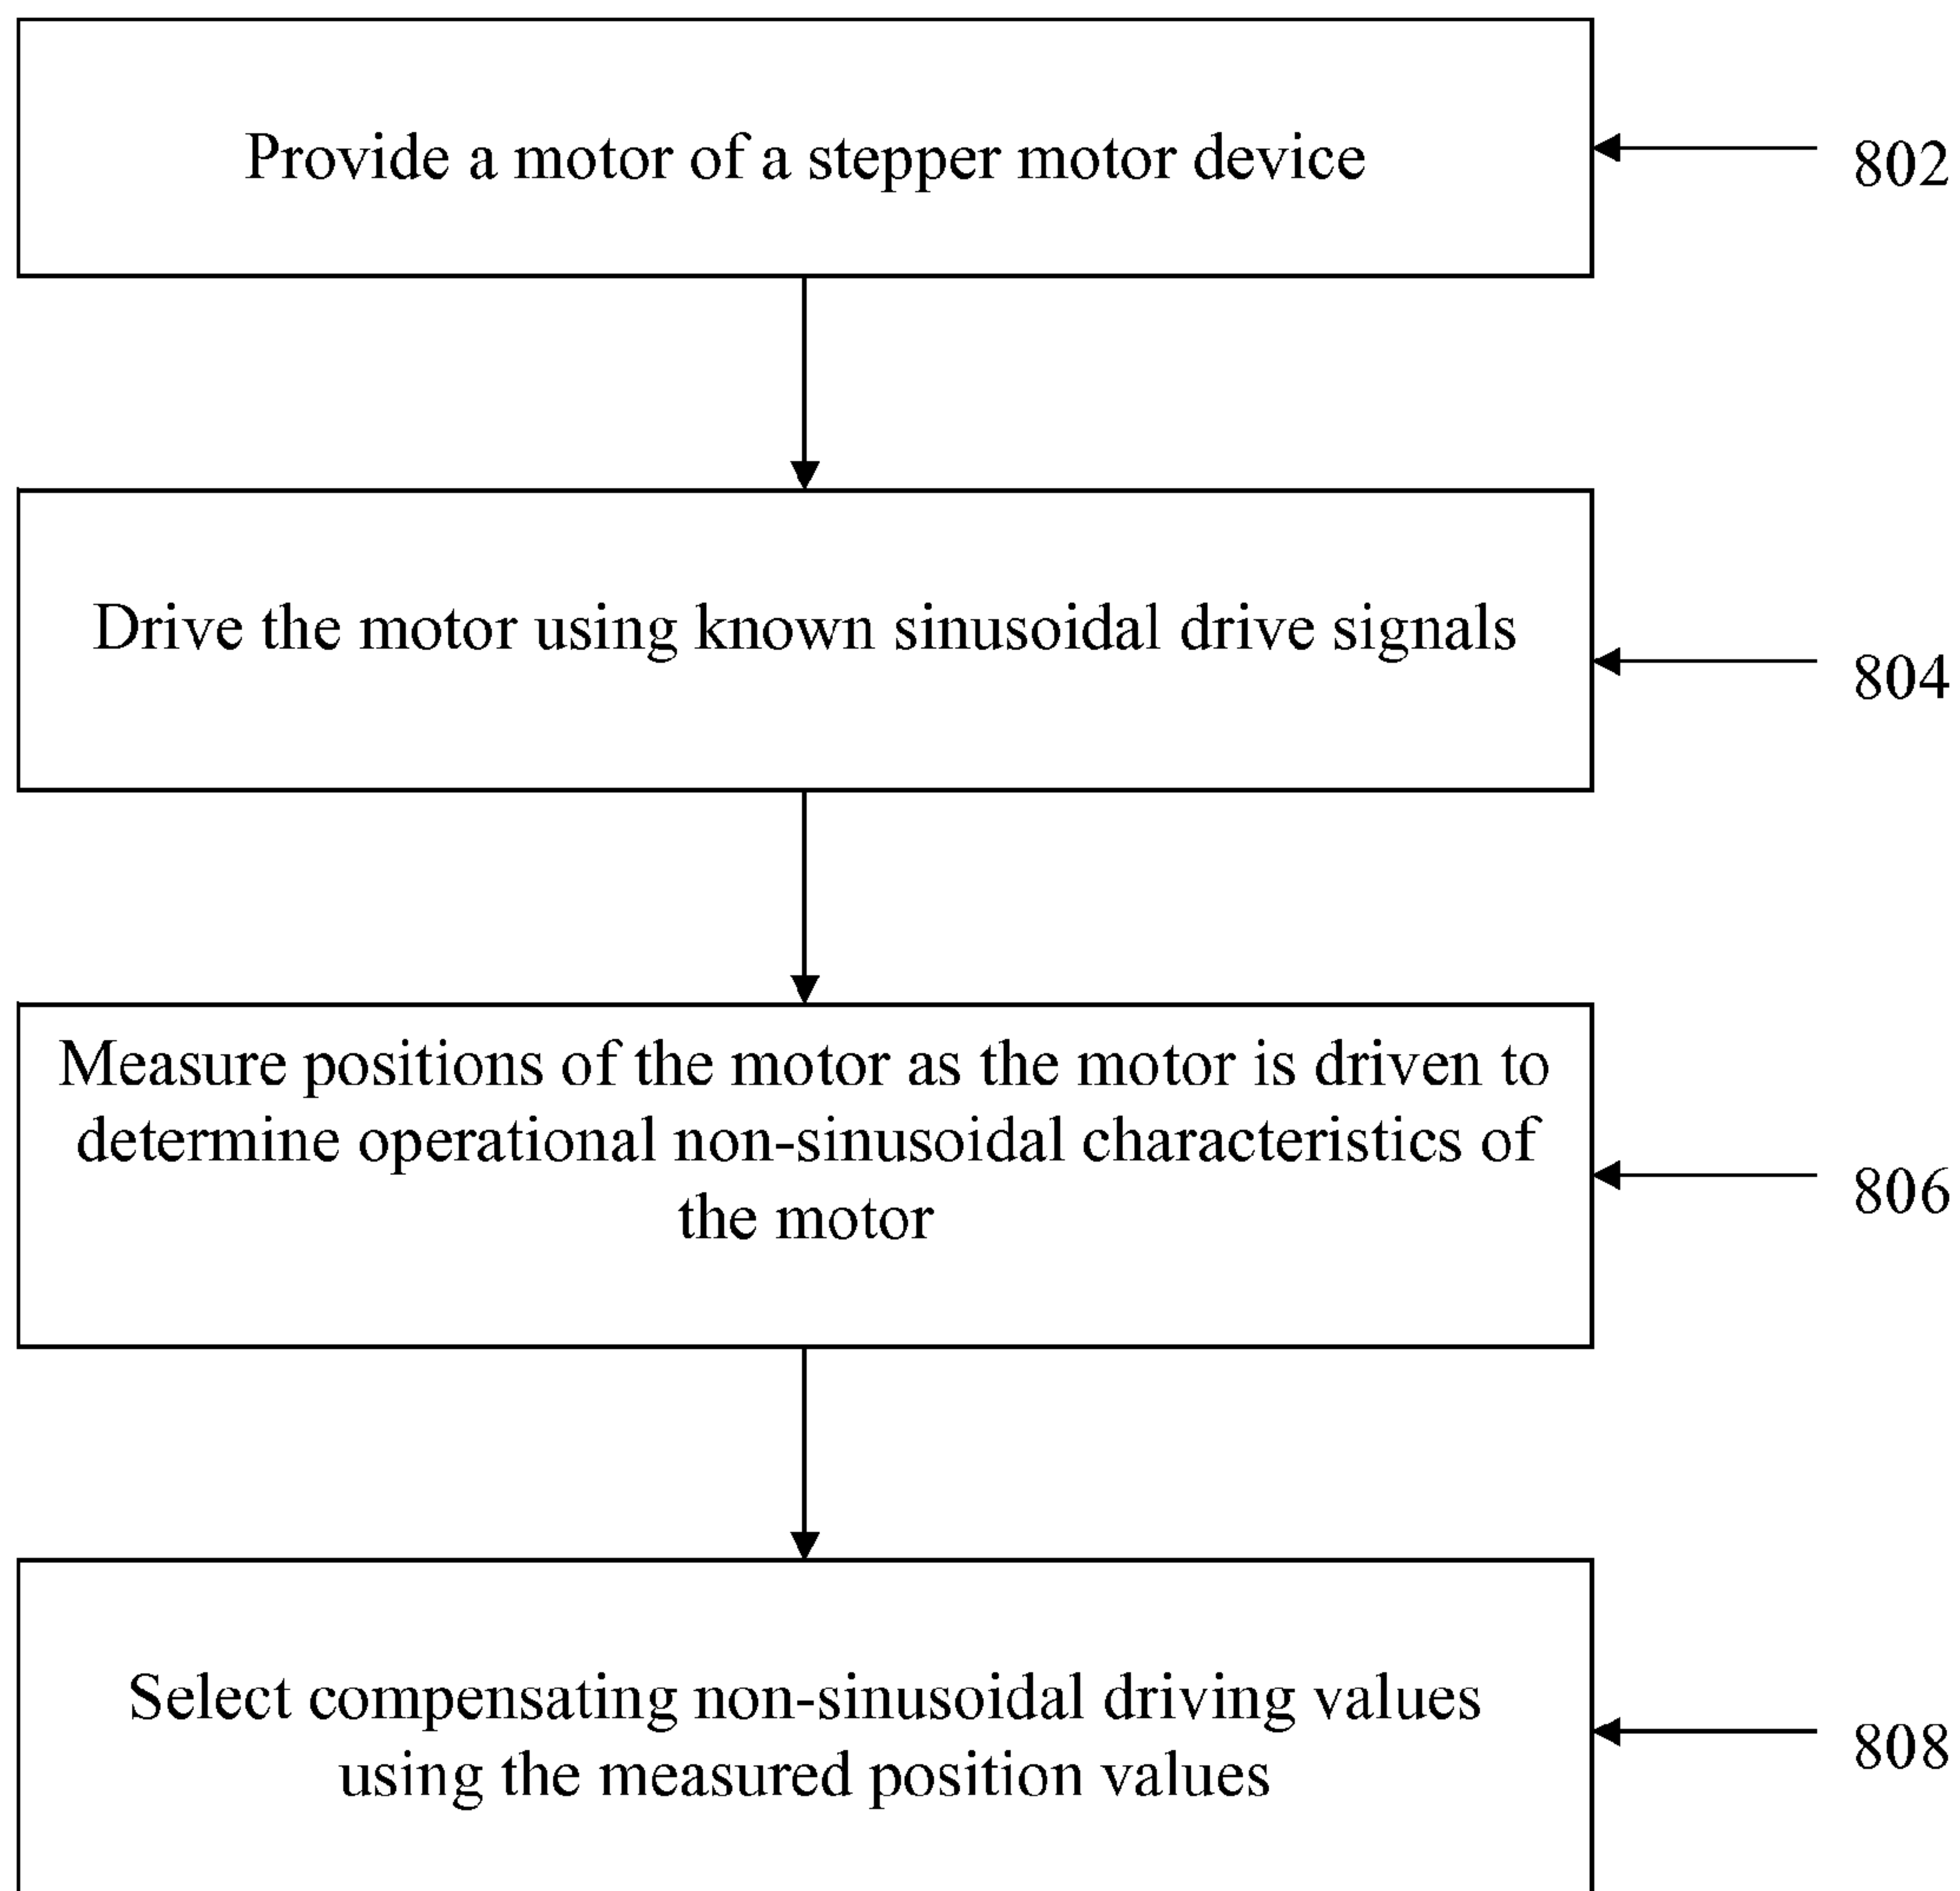 Provide a motor of a stepper motor device
802
Drive the motor using known sinusoidal drive signals
804
Measure positions of the motor as the motor is driven to
determine operational non-sinusoidal characteristics of
the motor
806
Select compensating non-sinusoidal driving values
using the measured position values
808